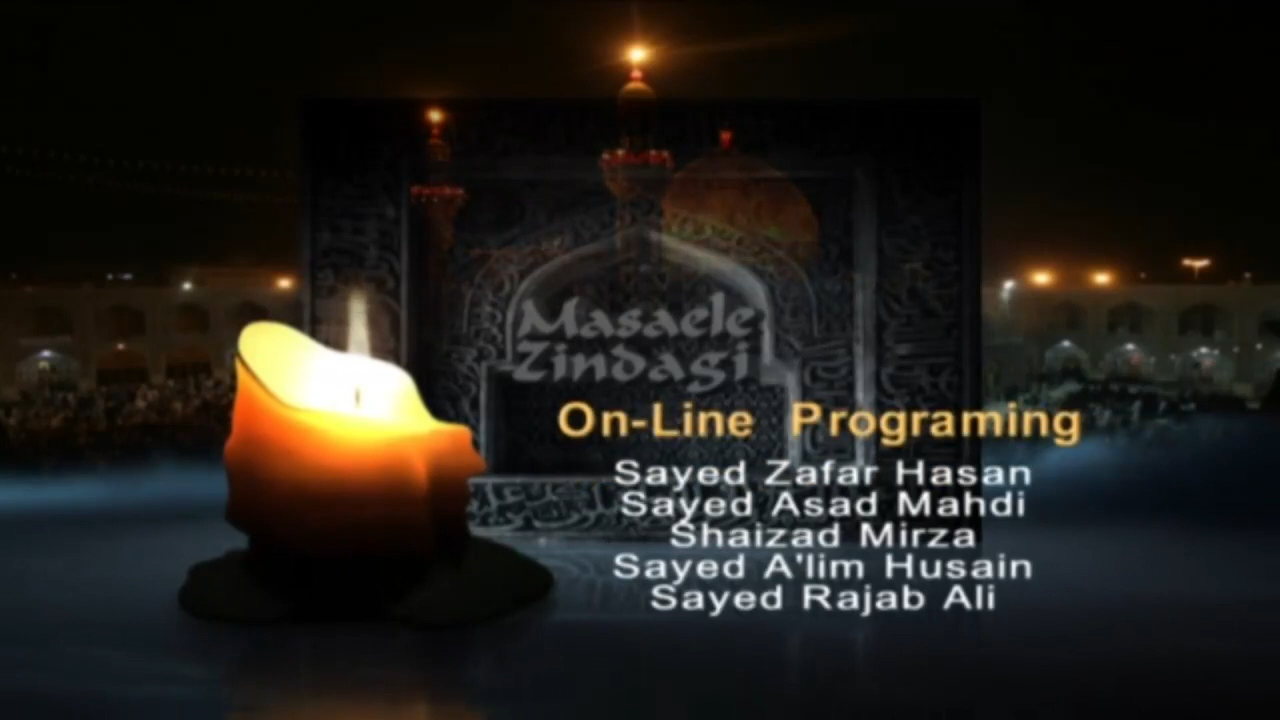 Masaele
Zindagi
On-Line Programing
Sayed Zafar Hasan
Sayed Asad Mahdi
Shaizad Mirza
Sayed A'lim Husain
Sayed Rajab Ali